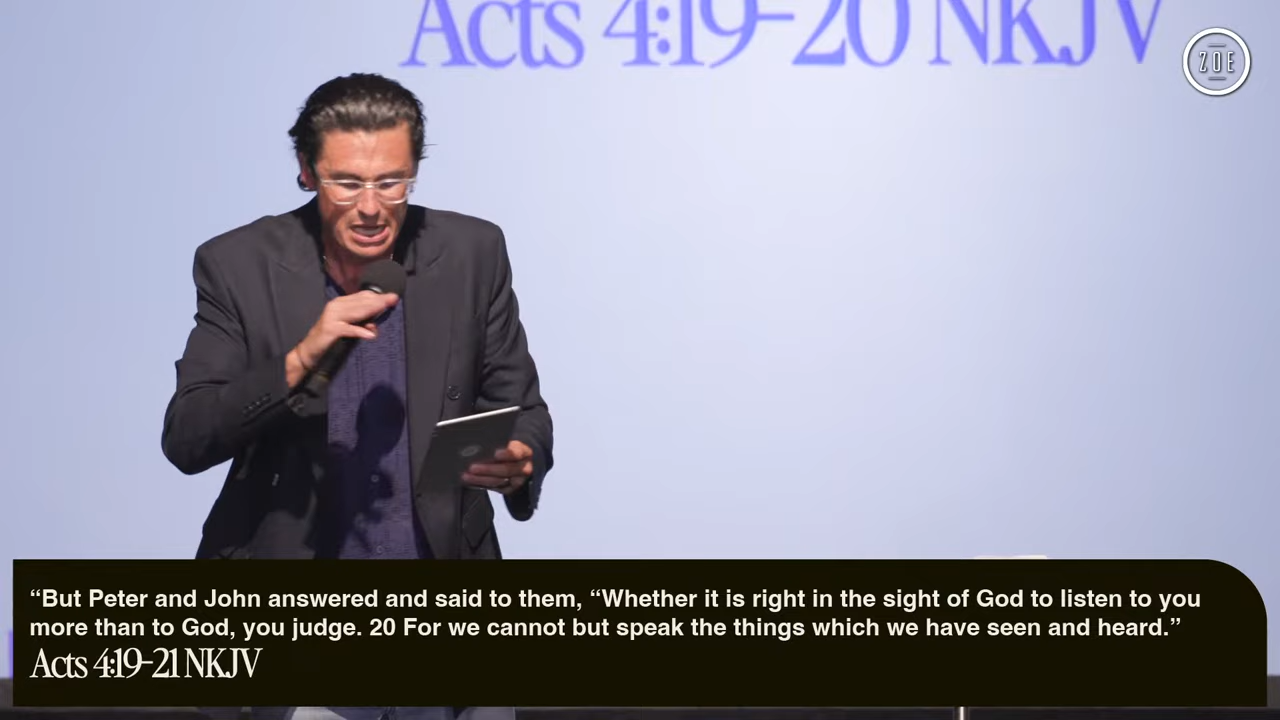 Acts 4:19-20 NKJV
ZOE
“But Peter and John answered and said to them, “Whether it is right in the sight of God to listen to you
more than to God, you judge. 20 For we cannot but speak the things which we have seen and heard.”
Acts 4:19-21 NKJV